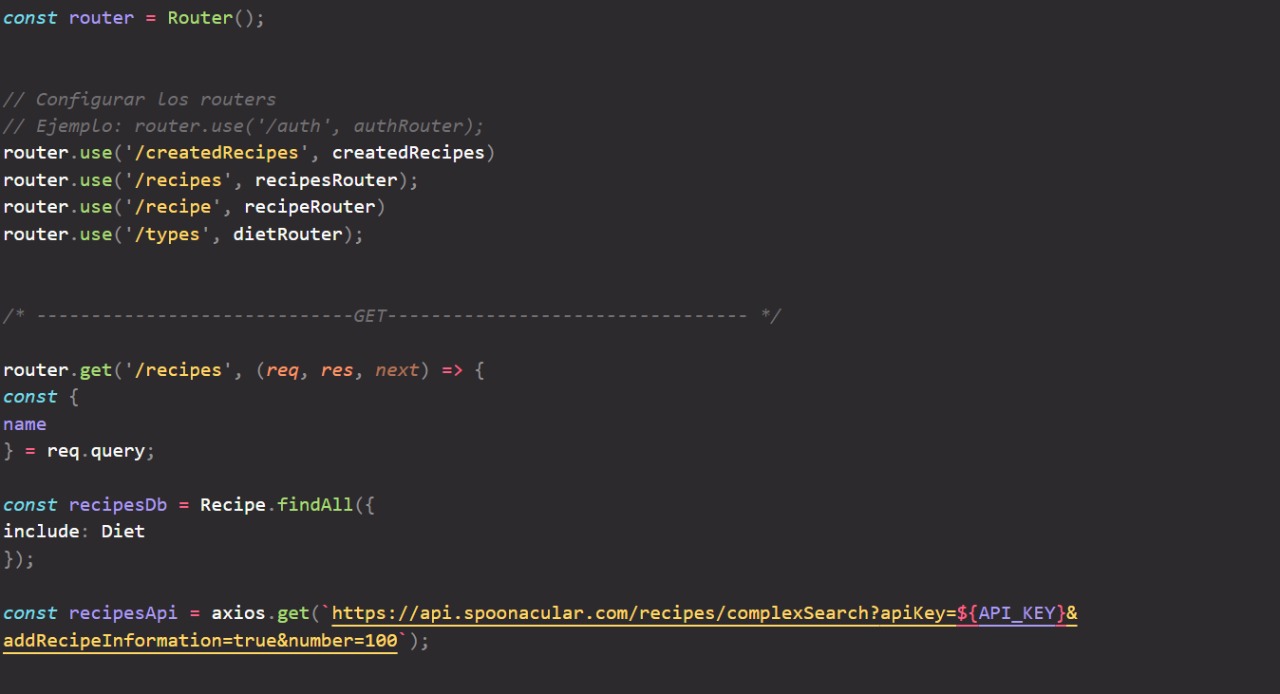 const router = Router();
// Configurar los routers
// Ejemplo: router.use('/auth', authRouter);
router.use('/createdRecipes', createdRecipes)
router.use('/recipes', recipesRouter);
router.use('/recipe', recipeRouter)
router.use('/types', dietRouter);
/* -----------------------------GET--------------------------------- */
router.get('/recipes', (req, res, next) => {
const {
name
} = req.query;
const recipesDb = Recipe.findAll({
include: Diet
});
const recipesApi = axios.get(`https://api.spoonacular.com/recipes/complexSearch?apiKey=${API_KEY}&
addRecipeInformation=true&number=100`);